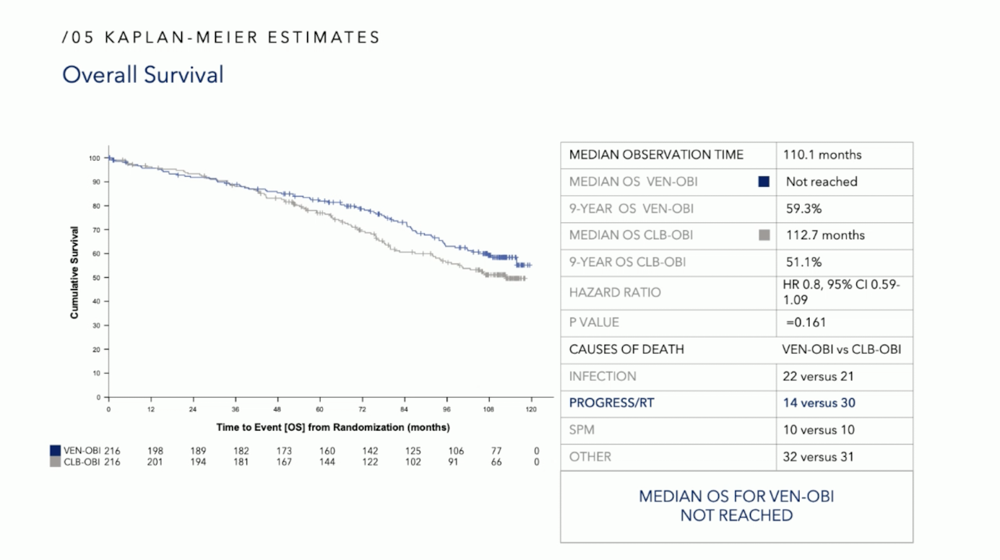 /05 KAPLAN-MEIER ESTIMATES
Overall Survival
100
90
80
70
60
50
40
30
20
10
0
Cumulative Survival
0 12 24 36 48 60 72 84 96 108 120
Time to Event [OS] from Randomization (months)
VEN-OBI 216 198 189 182 173 160 142 125 106 77 0
CLB-OBI 216 201 194 181 167 144 122 102 91 66 0
MEDIAN OBSERVATION TIME 110.1 months
MEDIAN OS VEN-OBI Not reached
9-YEAR OS VEN-OBI 59.3%
MEDIAN OS CLB-OBI 112.7 months
9-YEAR OS CLB-OBI 51.1%
HAZARD RATIO HR 0.8, 95% CI 0.59-
1.09
P VALUE =0.161
CAUSES OF DEATH VEN-OBI vs CLB-OBI
INFECTION 22 versus 21
PROGRESS/RT 14 versus 30
SPM 10 versus 10
OTHER 32 versus 31
MEDIAN OS FOR VEN-OBI
NOT REACHED